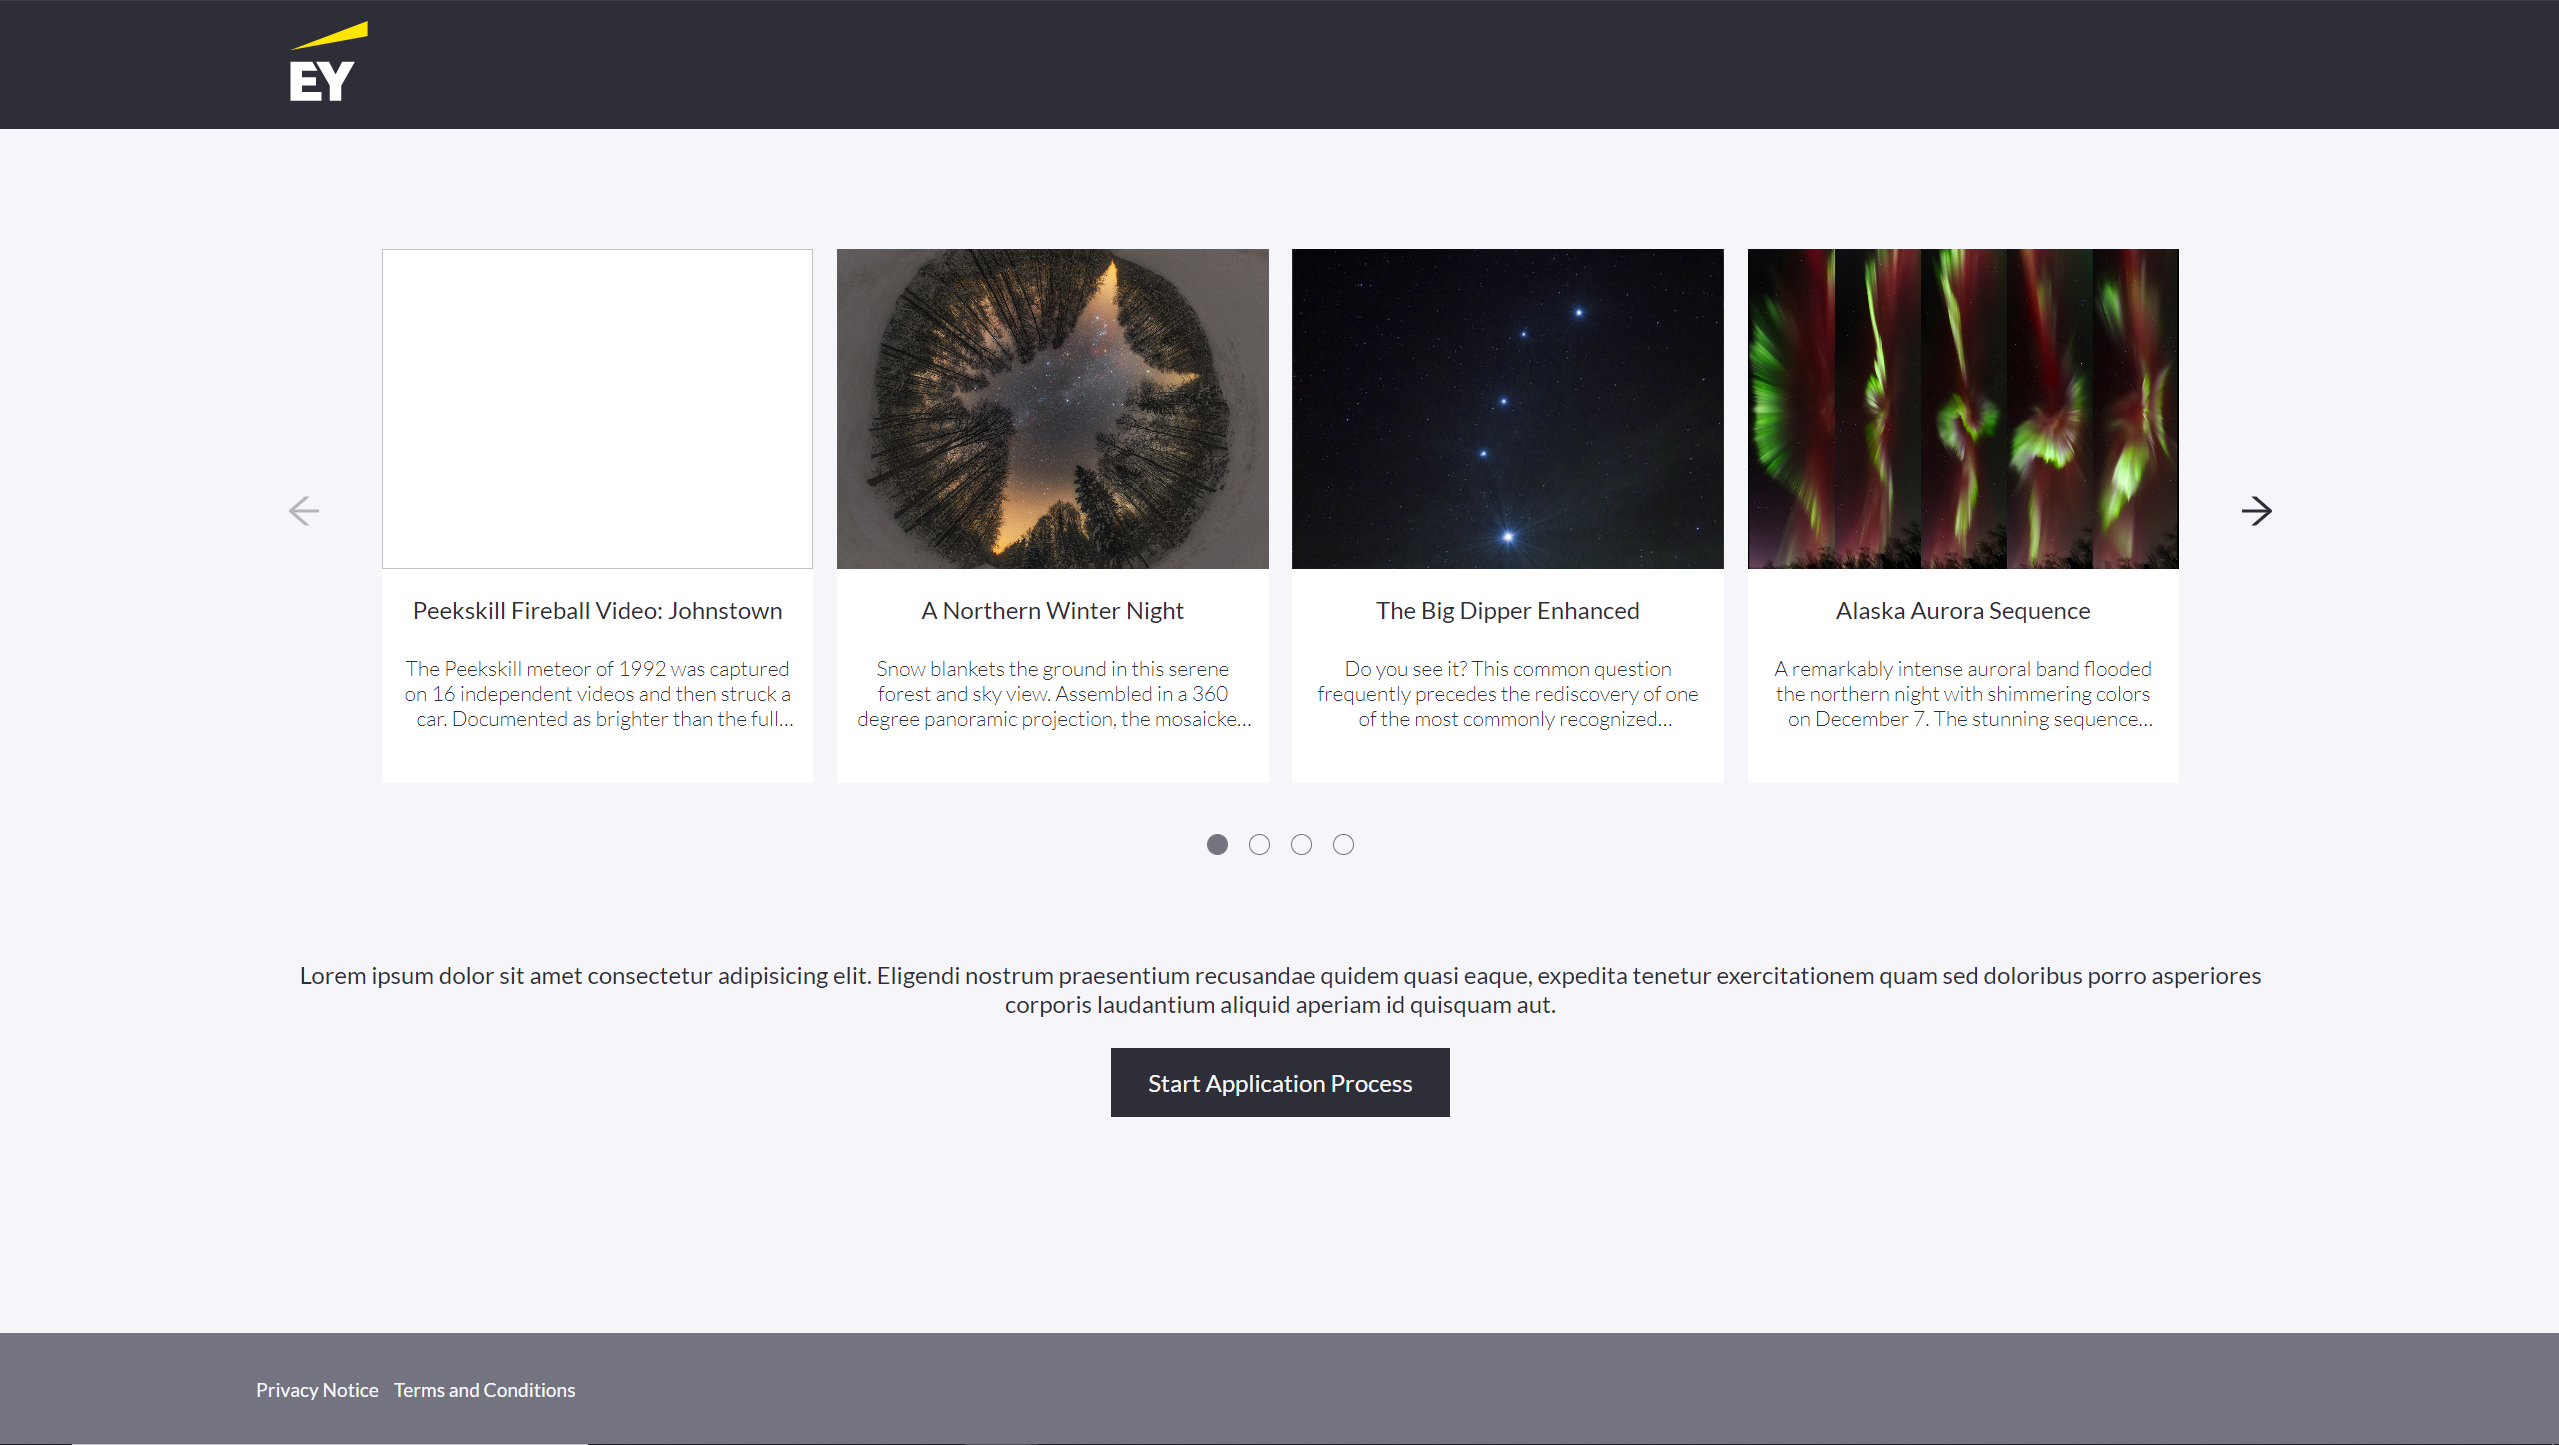 EY
Peekskill Fireball Video: Johnstown
The Peekskill meteor of 1992 was captured
on 16 independent videos and then struck a
car. Documented as brighter than the full...
A Northern Winter Night
Snow blankets the ground in this serene
forest and sky view. Assembled in a 360
degree panoramic projection, the mosaicke...
The Big Dipper Enhanced
Do you see it? This common question
frequently precedes the rediscovery of one
of the most commonly recognized...
Alaska Aurora Sequence
A remarkably intense auroral band flooded
the northern night with shimmering colors
on December 7. The stunning sequence...
Lorem ipsum dolor sit amet consectetur adipisicing elit. Eligendi nostrum praesentium recusandae quidem quasi eaque, expedita tenetur exercitationem quam sed doloribus porro asperiores
corporis laudantium aliquid aperiam id quisquam aut.
Start Application Process
Privacy Notice Terms and Conditions